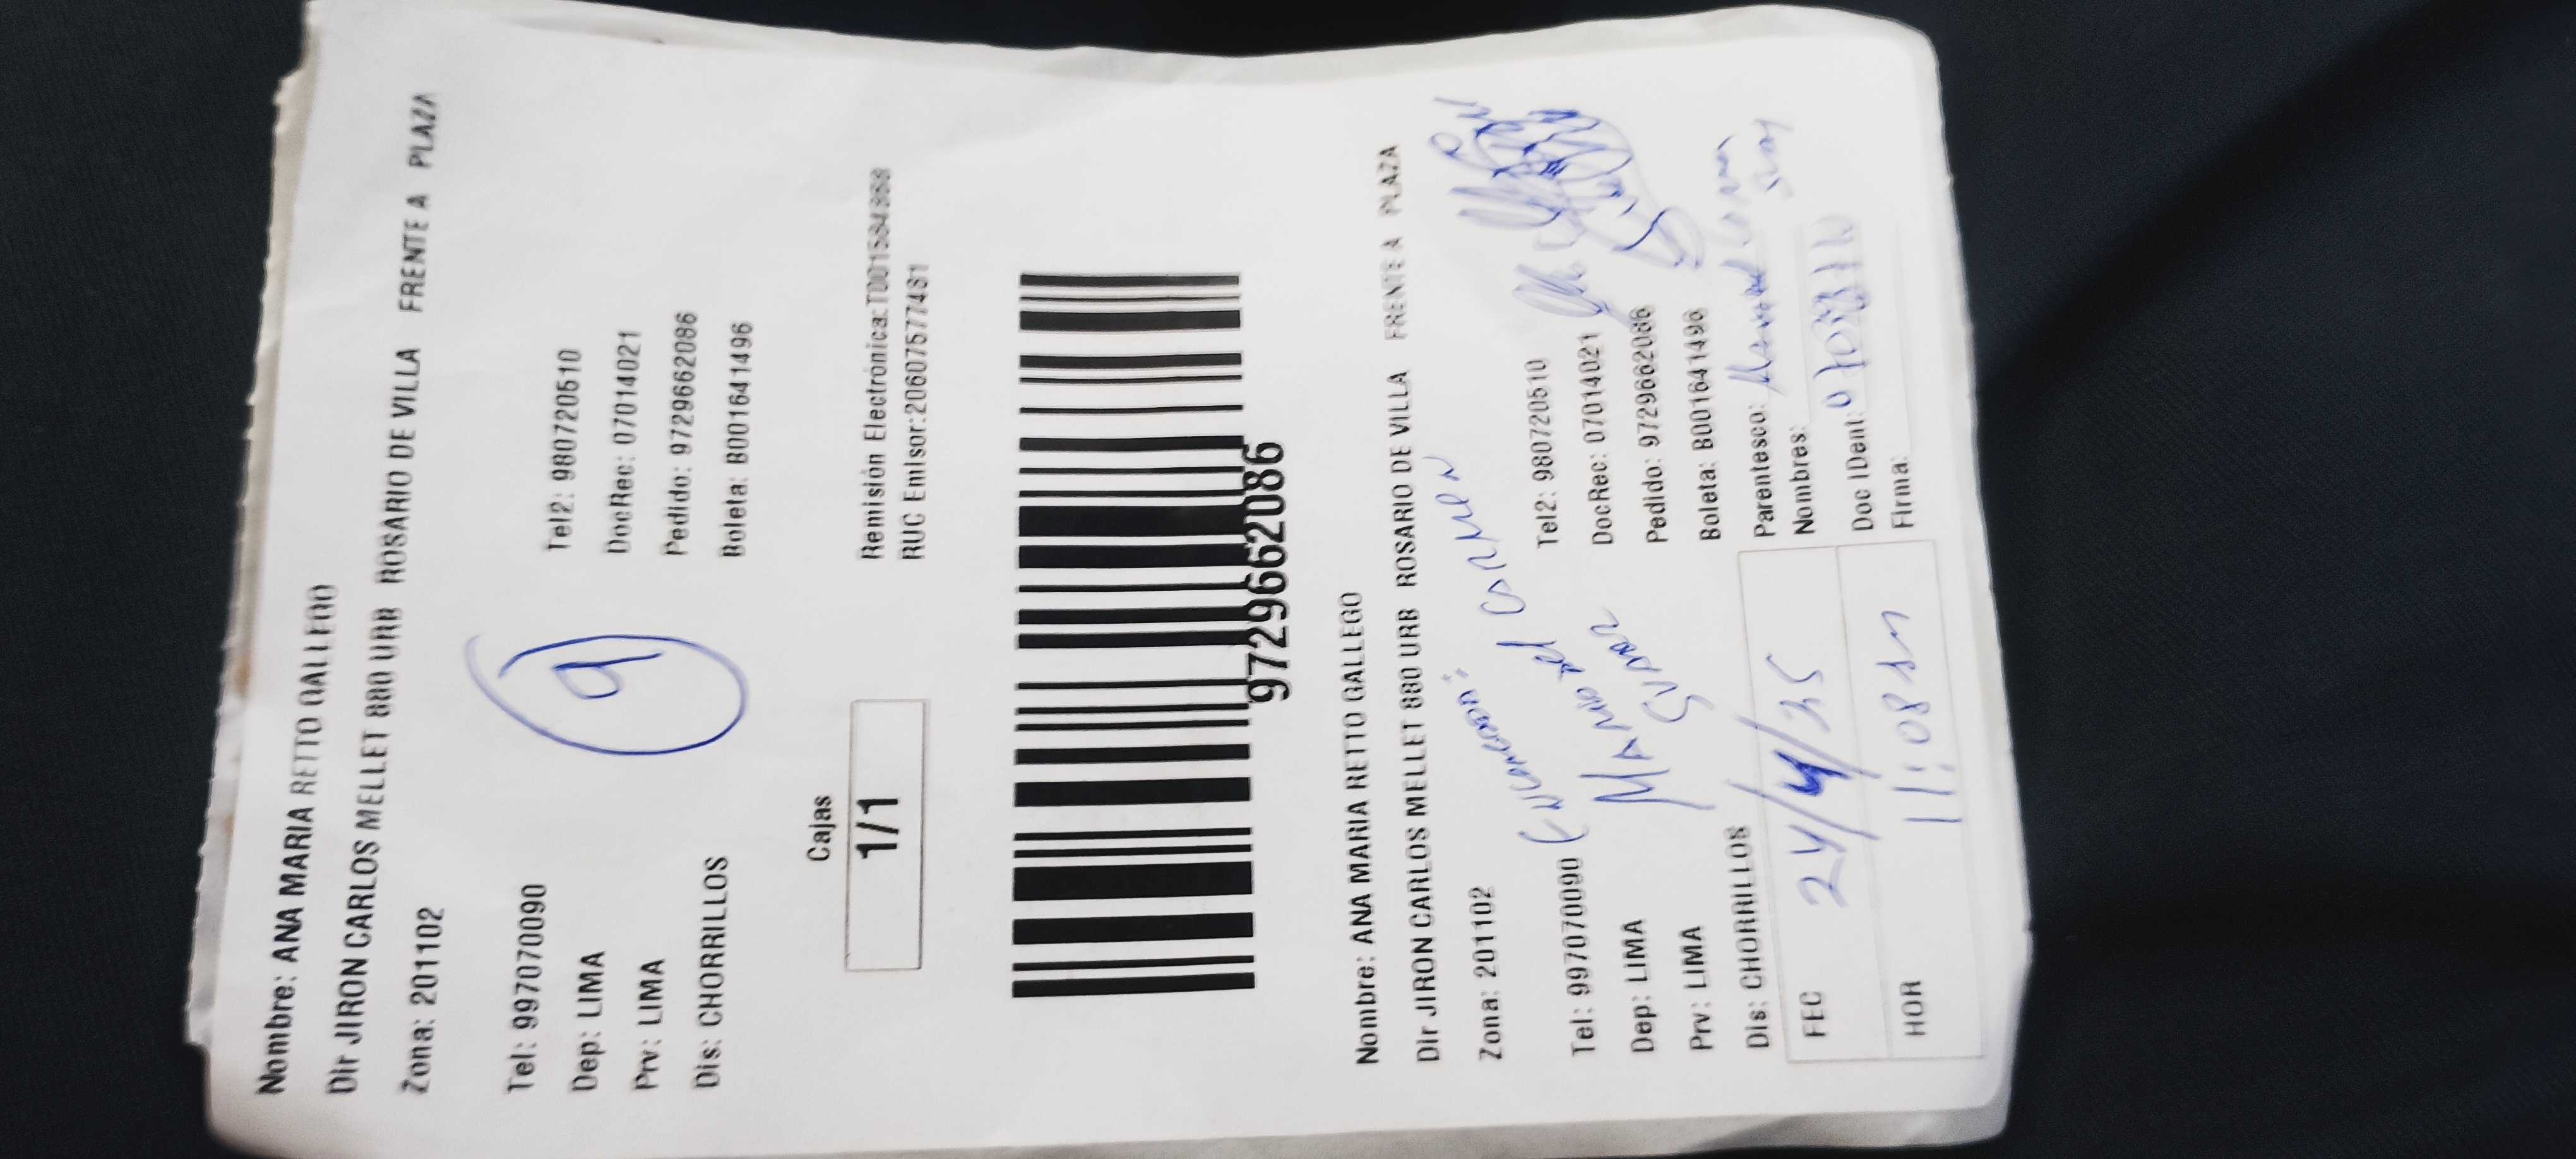 Nombre: ANA MARIA RETTO GALLEGO
Dir JIRON CARLOS MELLET 880 URB ROSARIO DE VILLA FRENTE A PLAZA
Zona: 201102
Tel: 997070090 Tel2: 980720510
Dep: LIMA DocRec: 07014021
Prv: LIMA Pedido: 9729662086
Dis: CHORRILLOS Boleta: B001641496
9
Cajas
1/1
Remisión Electrónica:
RUC Emisor:20607577481
9729662086
Nombre: ANA MARIA RETTO GALLEGO
Dir JIRON CARLOS MELLET 880 URB ROSARIO DE VILLA FRENTE A PLAZA
Zona: 201102
Tel: 997070090 Tel2: 980720510
Dep: LIMA DocRec: 07014021
Prv: LIMA Pedido: 9729662086
Dis: CHORRILLOS Boleta: B001641496
FEC 24/4/25 Parentesco:
Nombres:
HOR 11:08 Doc IDent:
Firma: